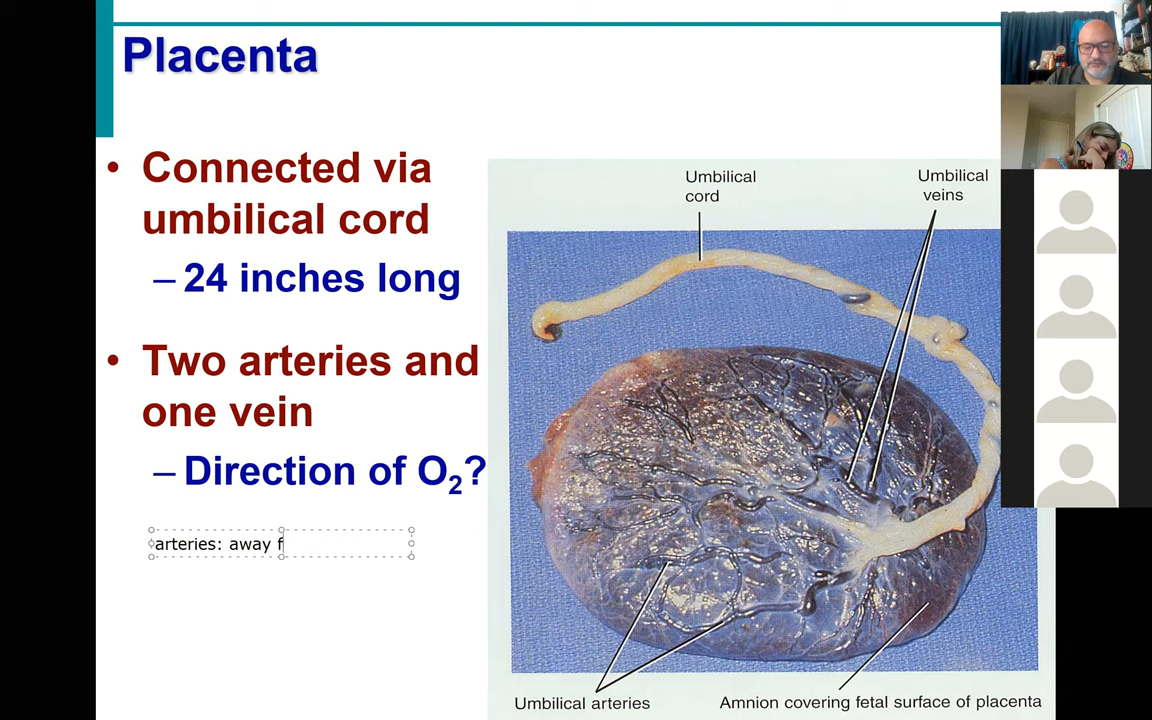 Placenta
• Connected via
umbilical cord
– 24 inches long
• Two arteries and
one vein
– Direction of O₂?
arteries: away f
Umbilical
cord
Umbilical
veins
Umbilical arteries
Amnion covering fetal surface of placenta